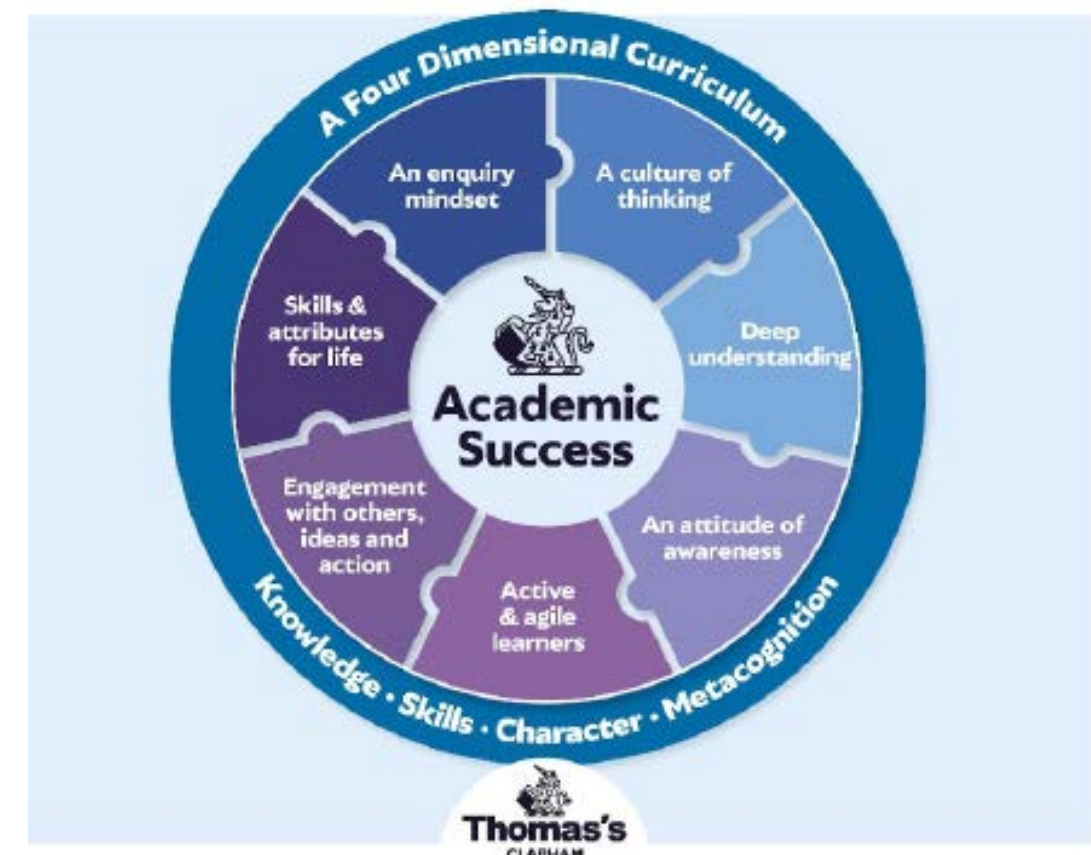 A Four Dimensional Curriculum
An enquiry
mindset
A culture of
thinking
Skills &
attributes
for life
Deep
understanding
Academic
Success
Engagement
with others,
ideas and
action
An attitude of
awareness
Active
& agile
learners
Knowledge · Skills · Character · Metacognition
Thomas's
CLAPHAM